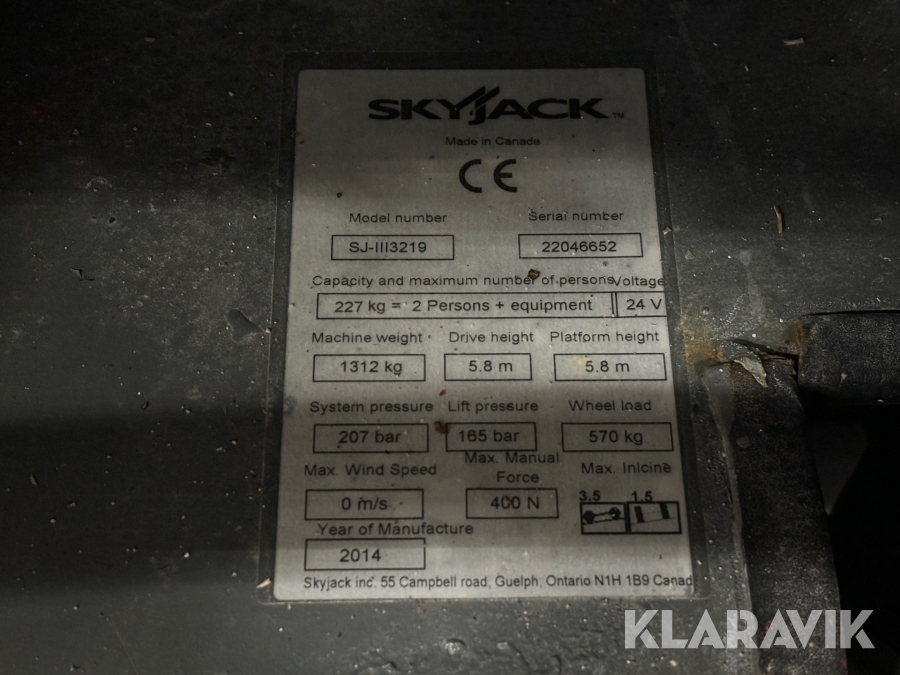 SKYJACK™
Made in Canada
CE
Model number Serial number
SJ-III3219 22046652
Capacity and maximum number of persons Voltage
227 kg = 2 Persons + equipment 24 V
Machine weight Drive height Platform height
1312 kg 5.8 m 5.8 m
System pressure Lift pressure Wheel load
207 bar 165 bar 570 kg
Max. Wind Speed Max. Manual Force Max. Inlcine
0 m/s 400 N 3.5 1.5
Year of Manufacture
2014
Skyjack inc. 55 Campbell road, Guelph, Ontario N1H 1B9 Canad
KLARAVIK